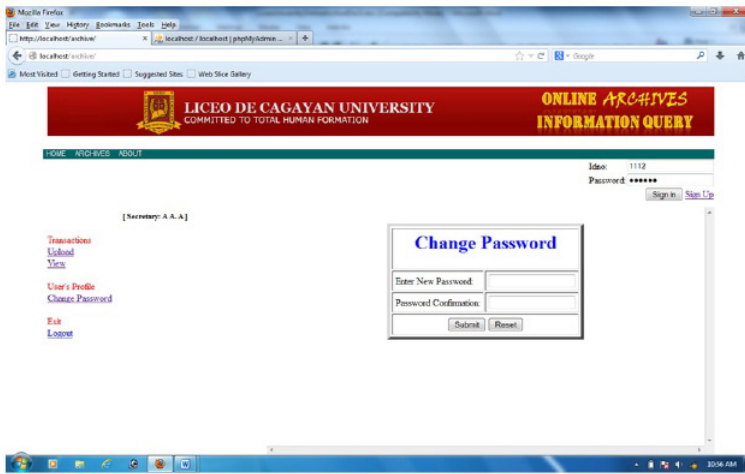 Mozilla Firefox
File Edit View History Bookmarks Tools Help
http://localhost/archive/ localhost / localhost | phpMyAdmin ...
localhost/archive/ Google
Most Visited Getting Started Suggested Sites Web Slice Gallery
LICEO DE CAGAYAN UNIVERSITY
COMMITTED TO TOTAL HUMAN FORMATION
ONLINE ARCHIVES
INFORMATION QUERY
HOME ARCHIVES ABOUT
Idno: 1112
Password:
Sign in Sign Up
[ Secretary: A A. A ]
Transactions
Upload
View
User's Profile
Change Password
Exit
Logout
Change Password
Enter New Password:
Password Confirmation:
Submit Reset
10:56 AM